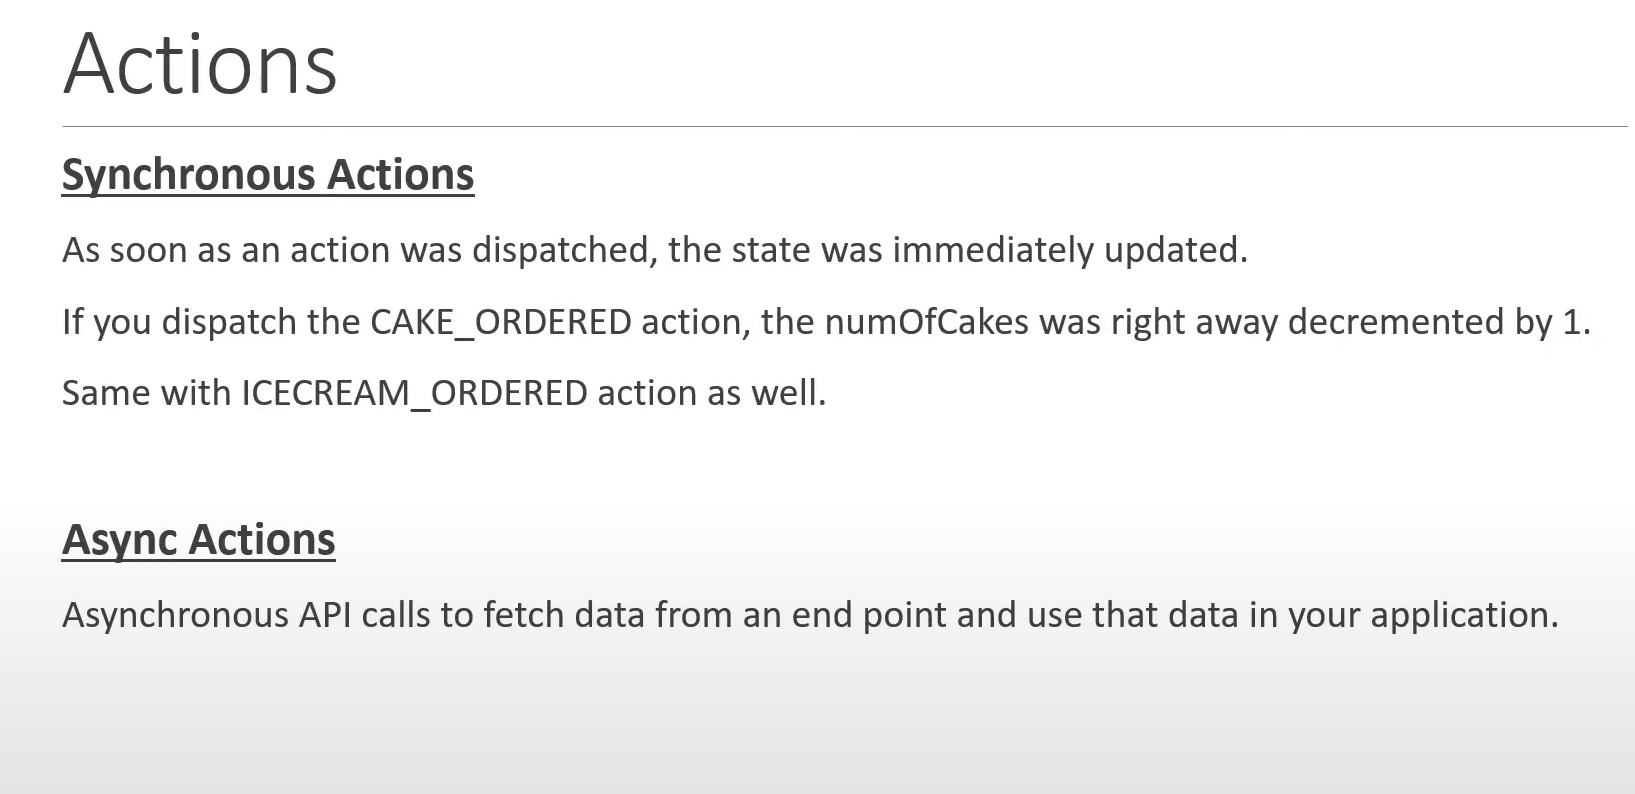 Actions
Synchronous Actions
As soon as an action was dispatched, the state was immediately updated.
If you dispatch the CAKE_ORDERED action, the numOfCakes was right away decremented by 1.
Same with ICECREAM_ORDERED action as well.
Async Actions
Asynchronous API calls to fetch data from an end point and use that data in your application.